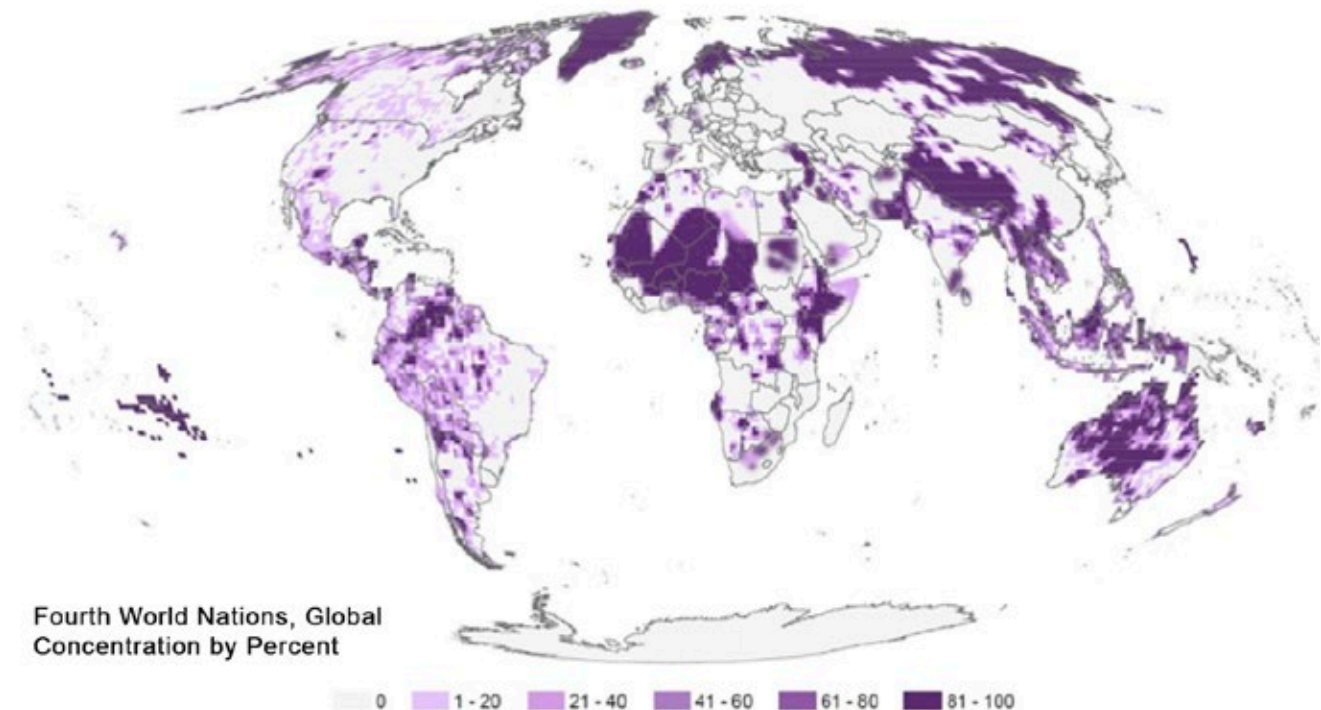 Fourth World Nations, Global
Concentration by Percent
0 1 - 20 21 - 40 41 - 60 61 - 80 81 - 100